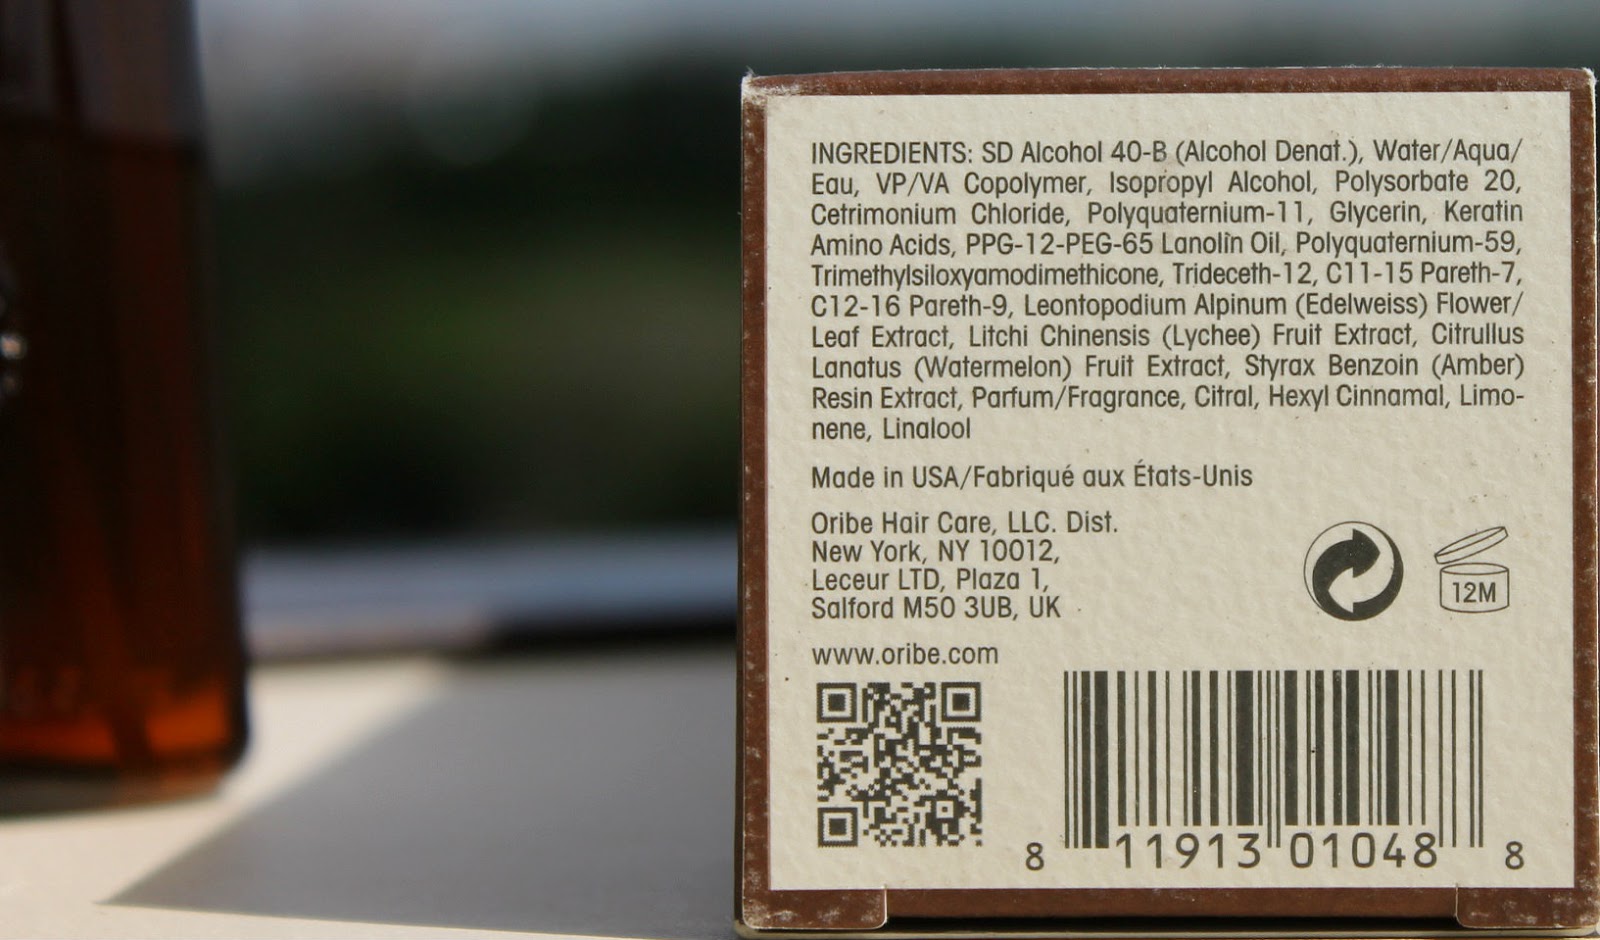 INGREDIENTS: SD Alcohol 40-B (Alcohol Denat.), Water/Aqua/
Eau, VP/VA Copolymer, Isopropyl Alcohol, Polysorbate 20,
Cetrimonium Chloride, Polyquaternium-11, Glycerin, Keratin
Amino Acids, PPG-12-PEG-65 Lanolin Oil, Polyquaternium-59,
Trimethylsiloxyamodimethicone, Trideceth-12, C11-15 Pareth-7,
C12-16 Pareth-9, Leontopodium Alpinum (Edelweiss) Flower/
Leaf Extract, Litchi Chinensis (Lychee) Fruit Extract, Citrullus
Lanatus (Watermelon) Fruit Extract, Styrax Benzoin (Amber)
Resin Extract, Parfum/Fragrance, Citral, Hexyl Cinnamal, Limo-
nene, Linalool
Made in USA/Fabriqué aux États-Unis
Oribe Hair Care, LLC. Dist.
New York, NY 10012,
Leceur LTD, Plaza 1,
Salford M50 3UB, UK
12M
www.oribe.com
8 11913 01048 8